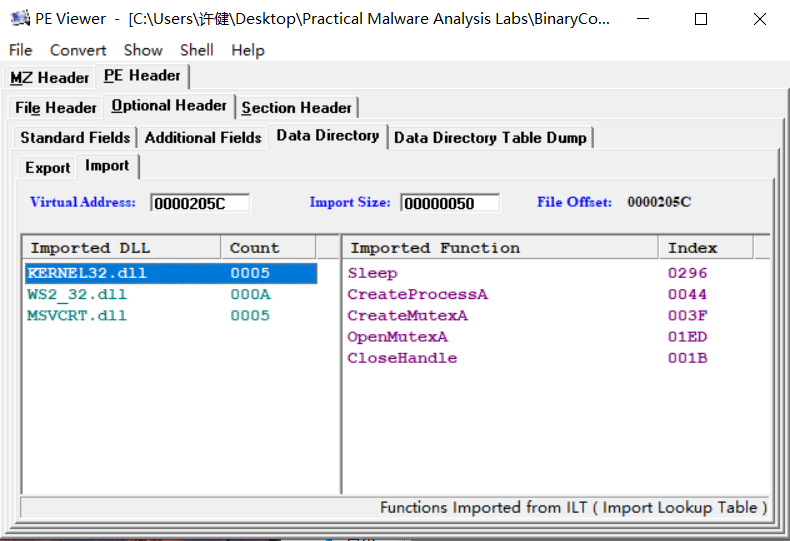 PE Viewer - [C:\Users\许健\Desktop\Practical Malware Analysis Labs\BinaryCo...
File Convert Show Shell Help
MZ Header PE Header
File Header Optional Header Section Header
Standard Fields Additional Fields Data Directory Data Directory Table Dump
Export Import
Virtual Address: 0000205C Import Size: 00000050 File Offset: 0000205C
Imported DLL Count Imported Function Index
KERNEL32.dll 0005 Sleep 0296
WS2_32.dll 000A CreateProcessA 0044
MSVCRT.dll 0005 CreateMutexA 003F
OpenMutexA 01ED
CloseHandle 001B
Functions Imported from ILT ( Import Lookup Table )